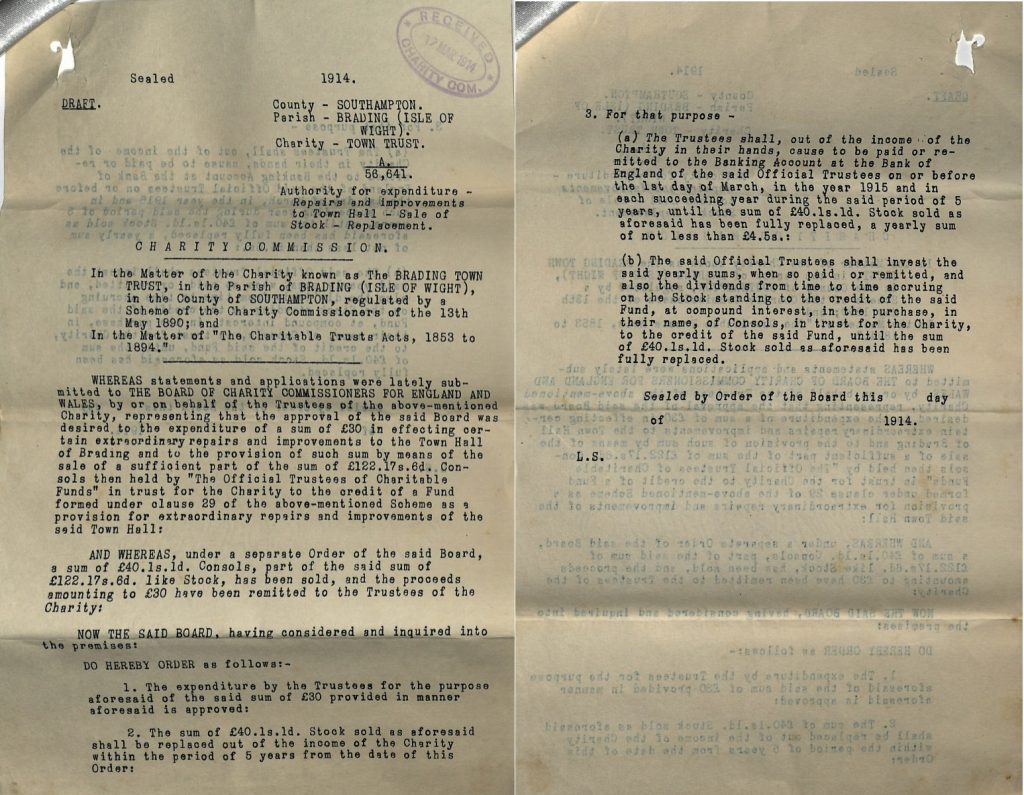 RECEIVED
12 MAR 1914
CHARITY COM.
Sealed 1914.
DRAFT.
County - SOUTHAMPTON.
Parish - BRADING (ISLE OF
WIGHT).
Charity - TOWN TRUST.
A.
56,641.
Authority for expenditure -
Repairs and improvements
to Town Hall - Sale of
Stock - Replacement.
CHARITY COMMISSION.
In the Matter of the Charity known as The BRADING TOWN
TRUST, in the Parish of BRADING (ISLE OF WIGHT),
in the County of SOUTHAMPTON, regulated by a
Scheme of the Charity Commissioners of the 13th
May 1890; and
In the Matter of "The Charitable Trusts Acts, 1853 to
1894."
WHEREAS statements and applications were lately sub-
mitted to THE BOARD OF CHARITY COMMISSIONERS FOR ENGLAND AND
WALES, by or on behalf of the Trustees of the above-mentioned
Charity, representing that the approval of the said Board was
desired to the expenditure of a sum of £30 in effecting cer-
tain extraordinary repairs and improvements to the Town Hall
of Brading and to the provision of such sum by means of the
sale of a sufficient part of the sum of £122.17s.6d. Con-
sols then held by "The Official Trustees of Charitable
Funds" in trust for the Charity to the credit of a Fund
formed under clause 29 of the above-mentioned Scheme as a
provision for extraordinary repairs and improvements of the
said Town Hall:
AND WHEREAS, under a separate Order of the said Board,
a sum of £40.1s.1d. Consols, part of the said sum of
£122.17s.6d. like Stock, has been sold, and the proceeds
amounting to £30 have been remitted to the Trustees of the
Charity:
NOW THE SAID BOARD, having considered and inquired into
the premises:
DO HEREBY ORDER as follows:-
1. The expenditure by the Trustees for the purpose
aforesaid of the said sum of £30 provided in manner
aforesaid is approved:
2. The sum of £40.1s.1d. Stock sold as aforesaid
shall be replaced out of the income of the Charity
within the period of 5 years from the date of this
Order:
3. For that purpose -
(a) The Trustees shall, out of the income of the
Charity in their hands, cause to be paid or re-
mitted to the Banking Account at the Bank of
England of the said Official Trustees on or before
the 1st day of March, in the year 1915 and in
each succeeding year during the said period of 5
years, until the sum of £40.1s.1d. Stock sold as
aforesaid has been fully replaced, a yearly sum
of not less than £4.5s.:
(b) The said Official Trustees shall invest the
said yearly sums, when so paid or remitted, and
also the dividends from time to time accruing
on the Stock standing to the credit of the said
Fund, at compound interest, in the purchase, in
their name, of Consols, in trust for the Charity,
to the credit of the said Fund, until the sum
of £40.1s.1d. Stock sold as aforesaid has been
fully replaced.
Sealed by Order of the Board this day
of 1914.
L.S.